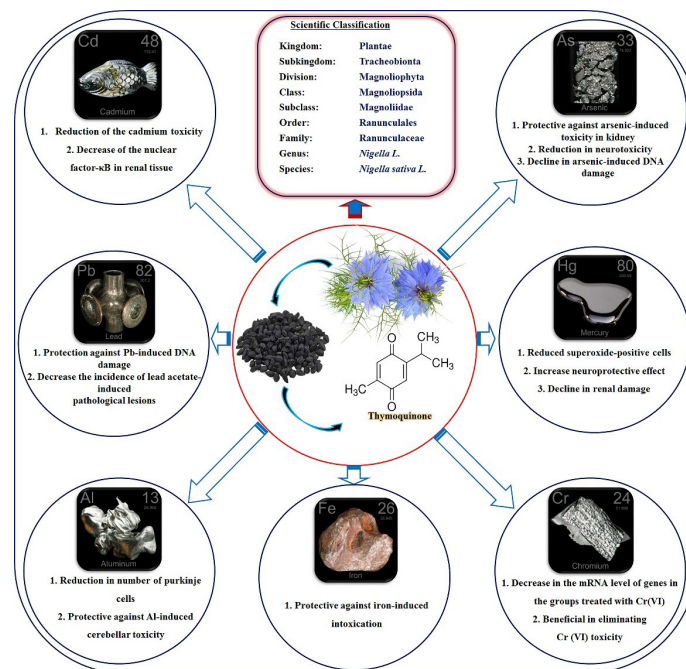 Scientific Classification
Kingdom: Plantae
Subkingdom: Tracheobionta
Division: Magnoliophyta
Class: Magnoliopsida
Subclass: Magnoliidae
Order: Ranunculales
Family: Ranunculaceae
Genus: Nigella L.
Species: Nigella sativa L.
Cd 48
Cadmium
1. Reduction of the cadmium toxicity
2. Decrease of the nuclear
factor-κB in renal tissue
As 33
Arsenic
1. Protective against arsenic-induced
toxicity in kidney
2. Reduction in neurotoxicity
3. Decline in arsenic-induced DNA
damage
Pb 82
Lead
1. Protection against Pb-induced DNA
damage
2. Decrease the incidence of lead acetate-
induced
pathological lesions
O
CH₃
CH₃
H₃C
O
Thymoquinone
Hg 80
Mercury
1. Reduced superoxide-positive cells
2. Increase neuroprotective effect
3. Decline in renal damage
Al 13
Aluminum
1. Reduction in number of purkinje
cells
2. Protective against Al-induced
cerebellar toxicity
Fe 26
Iron
1. Protective against iron-induced
intoxication
Cr 24
Chromium
1. Decrease in the mRNA level of genes in
the groups treated with Cr(VI)
2. Beneficial in eliminating
Cr (VI) toxicity